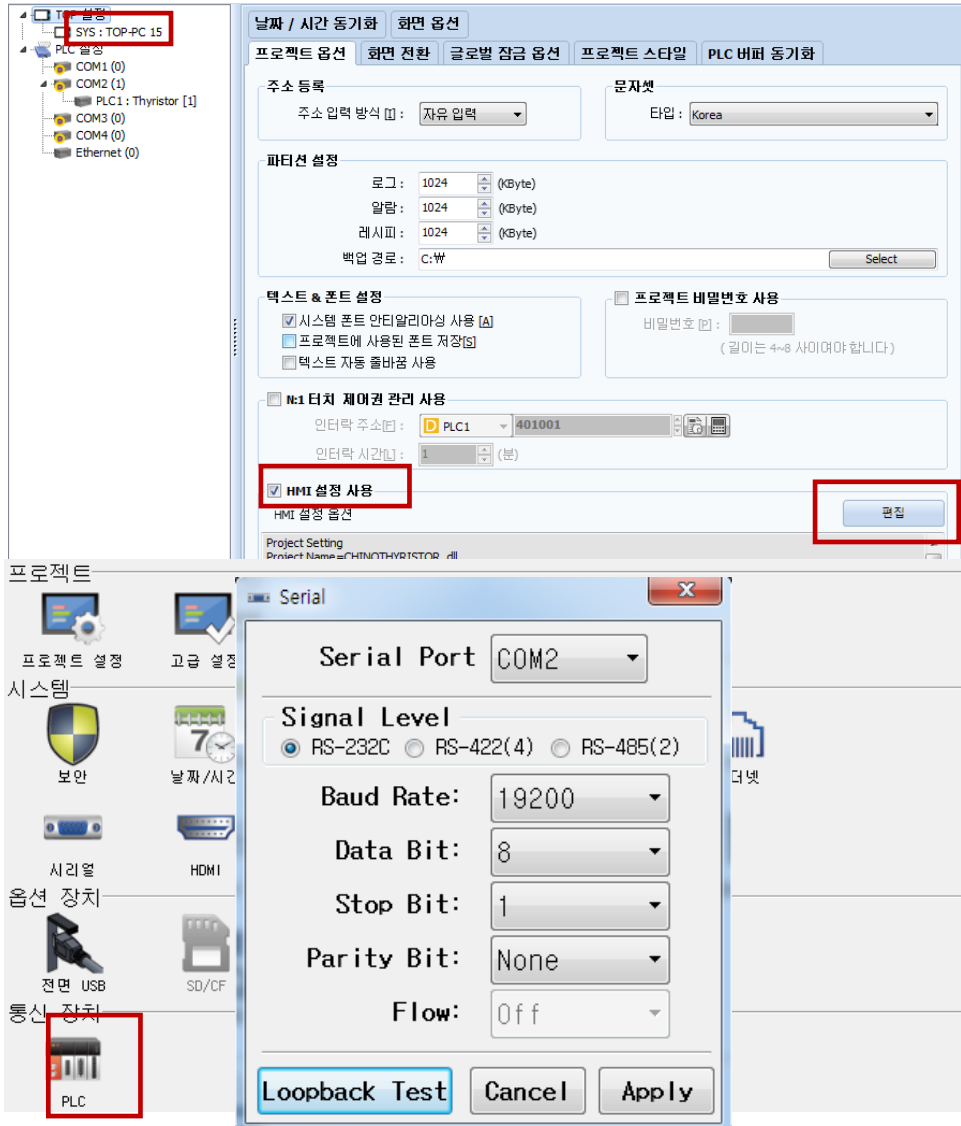 TOP 설정
SYS : TOP-PC 15
PLC 설정
COM1 (0)
COM2 (1)
PLC1 : Thyristor [1]
COM3 (0)
COM4 (0)
Ethernet (0)
날짜 / 시간 동기화 화면 옵션
프로젝트 옵션 화면 전환 글로벌 잠금 옵션 프로젝트 스타일 PLC 버퍼 동기화
주소 등록
주소 입력 방식 [I] : 자유 입력
문자셋
타입 : Korea
파티션 설정
로그 : 1024 (KByte)
알람 : 1024 (KByte)
레시피 : 1024 (KByte)
백업 경로 : C:₩ Select
텍스트 & 폰트 설정
시스템 폰트 안티알리아싱 사용 [A]
프로젝트에 사용된 폰트 저장[S]
텍스트 자동 줄바꿈 사용
프로젝트 비밀번호 사용
비밀번호 [P] :
( 길이는 4~8 사이여야 합니다 )
N:1 터치 제어권 관리 사용
인터락 주소[E] : D PLC1 401001
인터락 시간[L] : 1 (분)
HMI 설정 사용
HMI 설정 옵션 편집
Project Setting
Project Name=CHINOTHYRISTOR dll
프로젝트
프로젝트 설정 고급 설정
시스템
보안 날짜/시간
더넷
시리얼 HDMI
옵션 장치
전면 USB SD/CF
통신 장치
PLC
Serial
Serial Port COM2
Signal Level
RS-232C RS-422(4) RS-485(2)
Baud Rate: 19200
Data Bit: 8
Stop Bit: 1
Parity Bit: None
Flow: Off
Loopback Test Cancel Apply